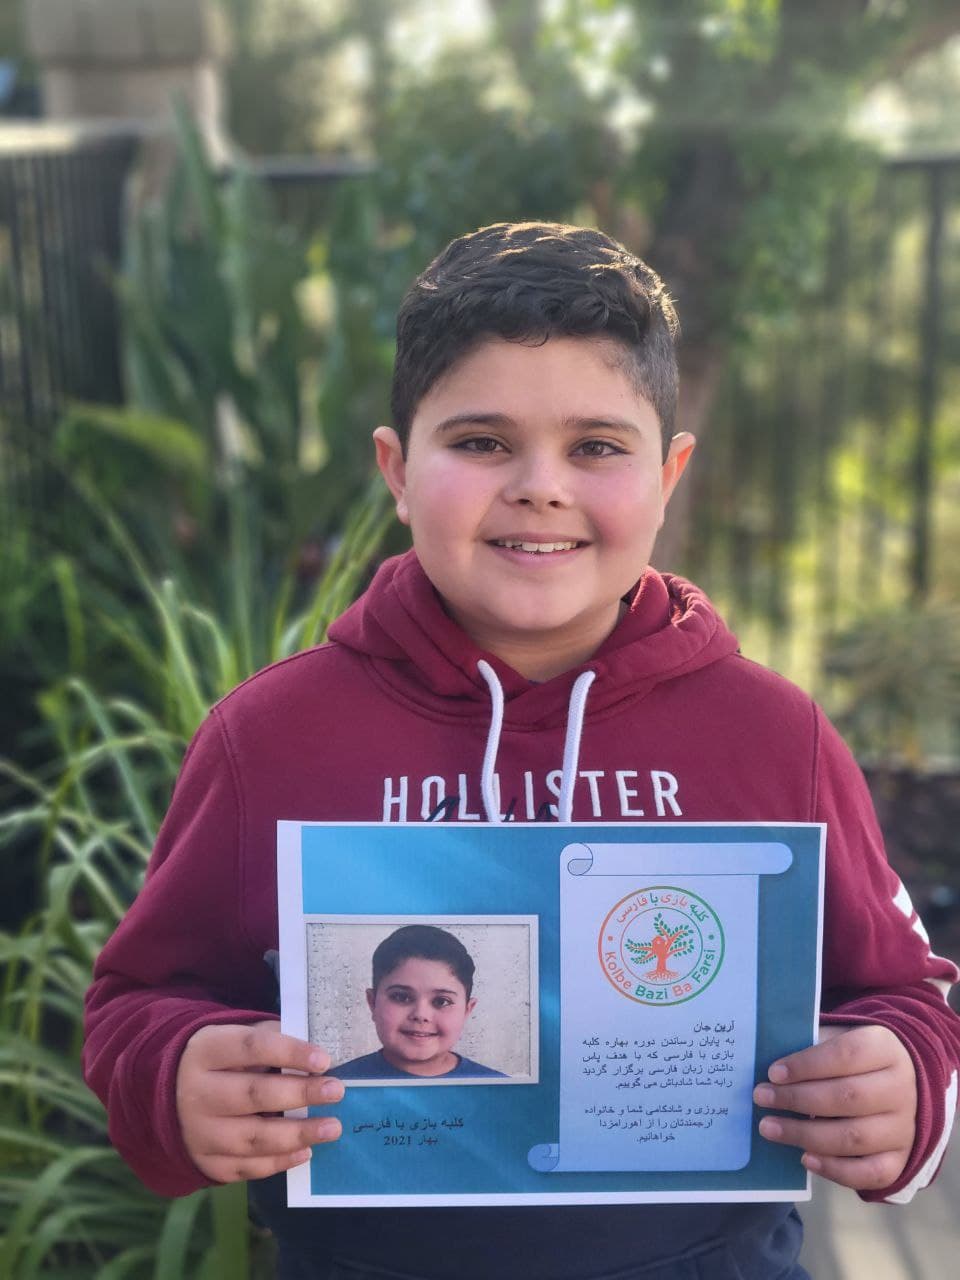 HOLLISTER
کلبه بازی با فارسی
Kolbe Bazi Ba Farsi
آرین جان
به پایان رساندن دوره بهاره کلبه
بازی با فارسی که با هدف پاس
داشتن زبان فارسی برگزار گردید
رابه شما شادباش می گوییم.
پیروزی و شادکامی شما و خانواده
ارجمندتان را از اهورامزدا
خواهانیم.
کلبه بازی با فارسی
بهار 2021